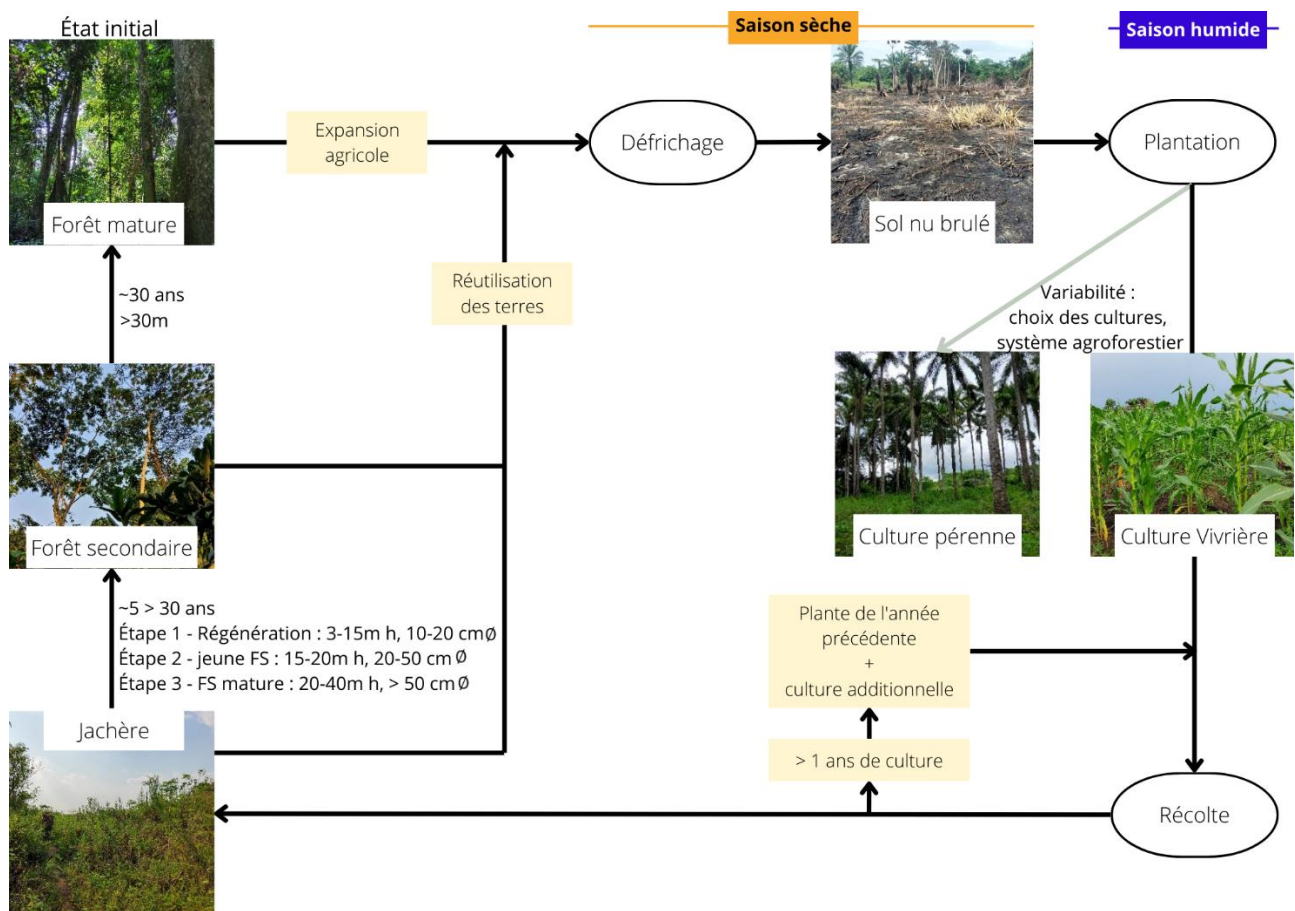 État initial
Saison sèche
Saison humide
Expansion
agricole
Défrichage
Plantation
Forêt mature
Sol nu brulé
Réutilisation
des terres
~30 ans
>30m
Variabilité :
choix des cultures,
système agroforestier
Forêt secondaire
Culture pérenne
Culture Vivrière
~5 > 30 ans
Étape 1 - Régénération : 3-15m h, 10-20 cm Ø
Étape 2 - jeune FS : 15-20m h, 20-50 cm Ø
Étape 3 - FS mature : 20-40m h, > 50 cm Ø
Plante de l'année
précédente
+
culture additionnelle
Jachère
> 1 ans de culture
Récolte